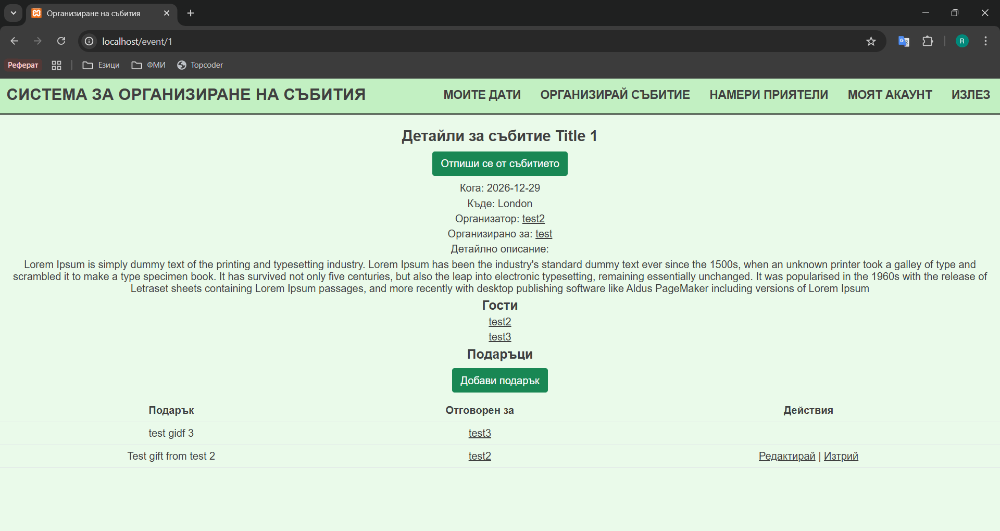 Организиране на събития
localhost/event/1
R
Реферат
Езици
ФМИ
Topcoder
СИСТЕМА ЗА ОРГАНИЗИРАНЕ НА СЪБИТИЯ
МОИТЕ ДАТИ ОРГАНИЗИРАЙ СЪБИТИЕ НАМЕРИ ПРИЯТЕЛИ МОЯТ АКАУНТ ИЗЛЕЗ
Детайли за събитие Title 1
Отпиши се от събитието
Кога: 2026-12-29
Къде: London
Организатор: test2
Организирано за: test
Детайлно описание:
Lorem Ipsum is simply dummy text of the printing and typesetting industry. Lorem Ipsum has been the industry's standard dummy text ever since the 1500s, when an unknown printer took a galley of type and
scrambled it to make a type specimen book. It has survived not only five centuries, but also the leap into electronic typesetting, remaining essentially unchanged. It was popularised in the 1960s with the release of
Letraset sheets containing Lorem Ipsum passages, and more recently with desktop publishing software like Aldus PageMaker including versions of Lorem Ipsum
Гости
test2
test3
Подаръци
Добави подарък
Подарък Отговорен за Действия
test gidf 3 test3
Test gift from test 2 test2 Редактирай | Изтрий